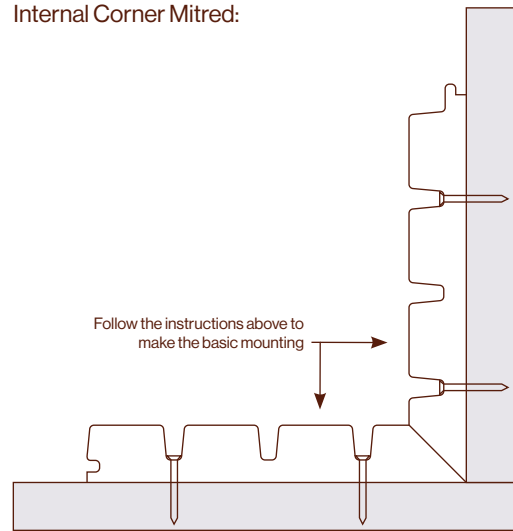 Internal Corner Mitred:
Follow the instructions above to
make the basic mounting